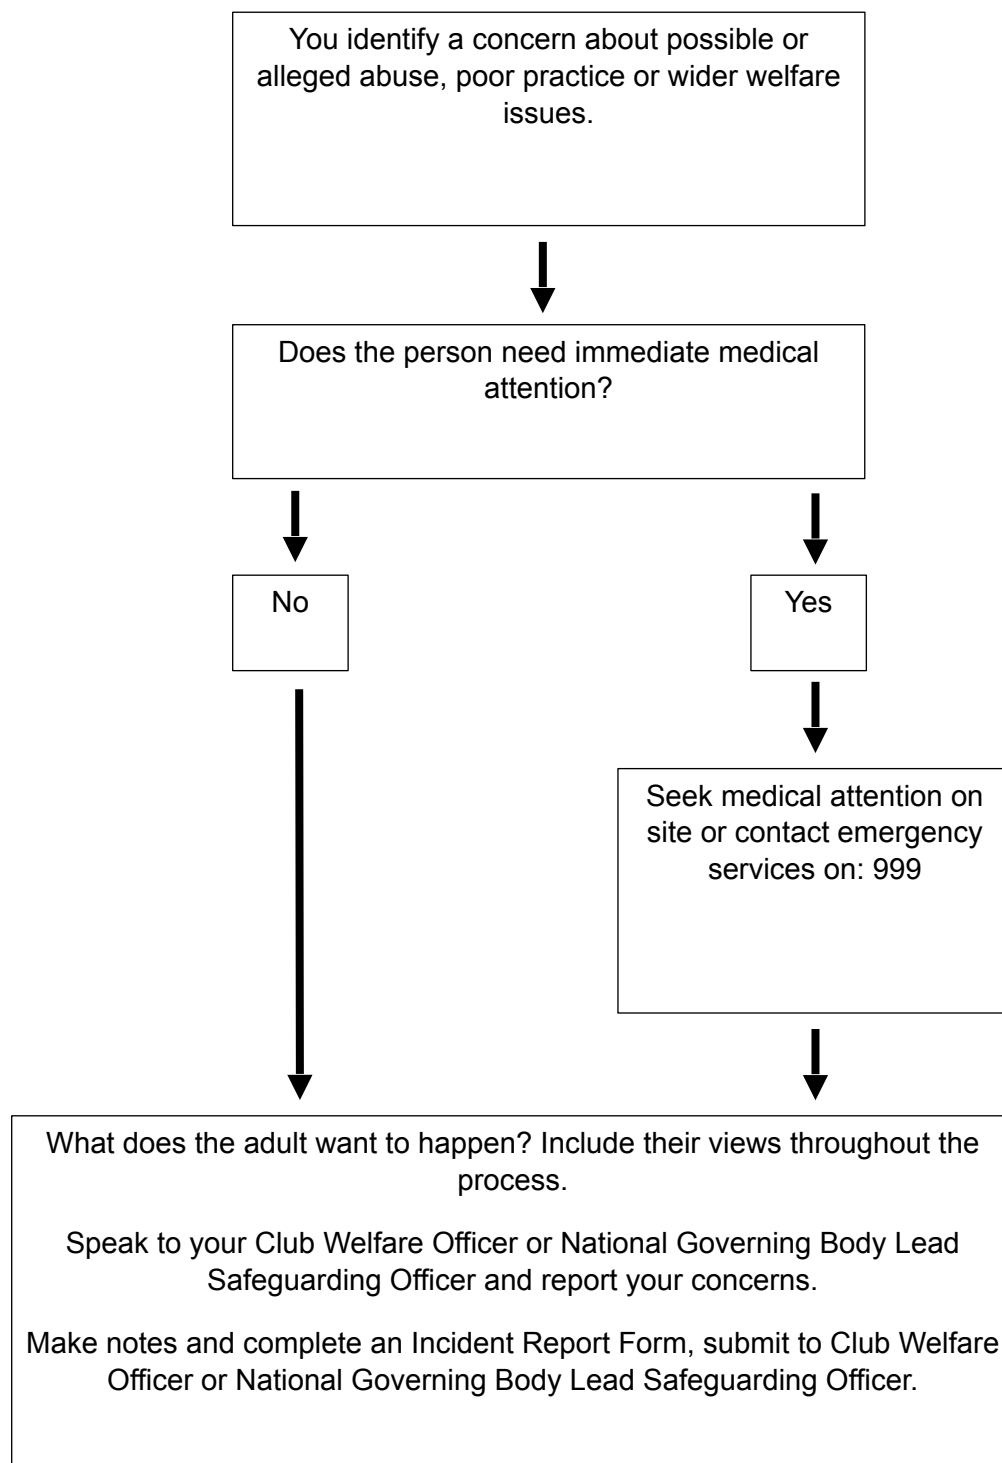 You identify a concern about possible or
alleged abuse, poor practice or wider welfare
issues.
Does the person need immediate medical
attention?
No
Yes
Seek medical attention on
site or contact emergency
services on: 999
What does the adult want to happen? Include their views throughout the
process.
Speak to your Club Welfare Officer or National Governing Body Lead
Safeguarding Officer and report your concerns.
Make notes and complete an Incident Report Form, submit to Club Welfare
Officer or National Governing Body Lead Safeguarding Officer.